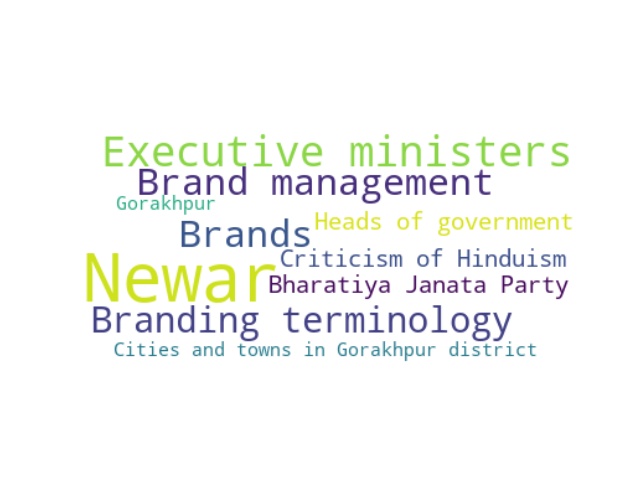 Executive ministers
Brand management
Gorakhpur
Heads of government
Brands
Criticism of Hinduism
Newar
Bharatiya Janata Party
Branding terminology
Cities and towns in Gorakhpur district